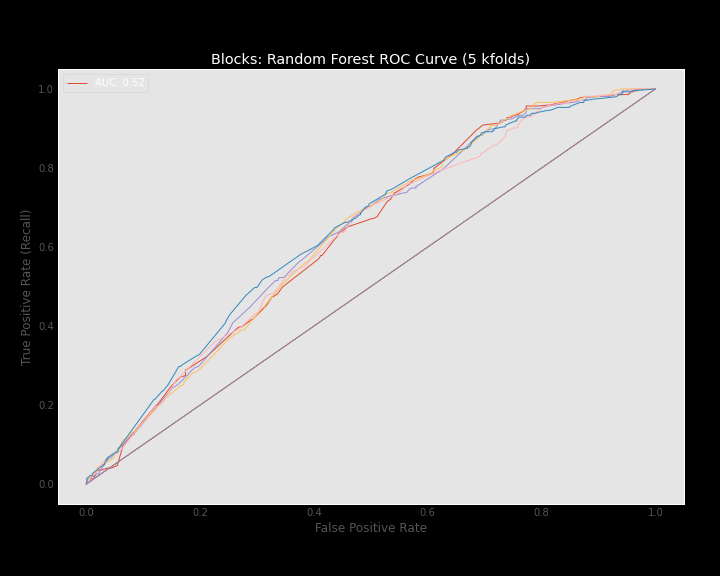 Blocks: Random Forest ROC Curve (5 kfolds)
AUC: 0.52
True Positive Rate (Recall)
1.0
0.8
0.6
0.4
0.2
0.0
0.0 0.2 0.4 0.6 0.8 1.0
False Positive Rate